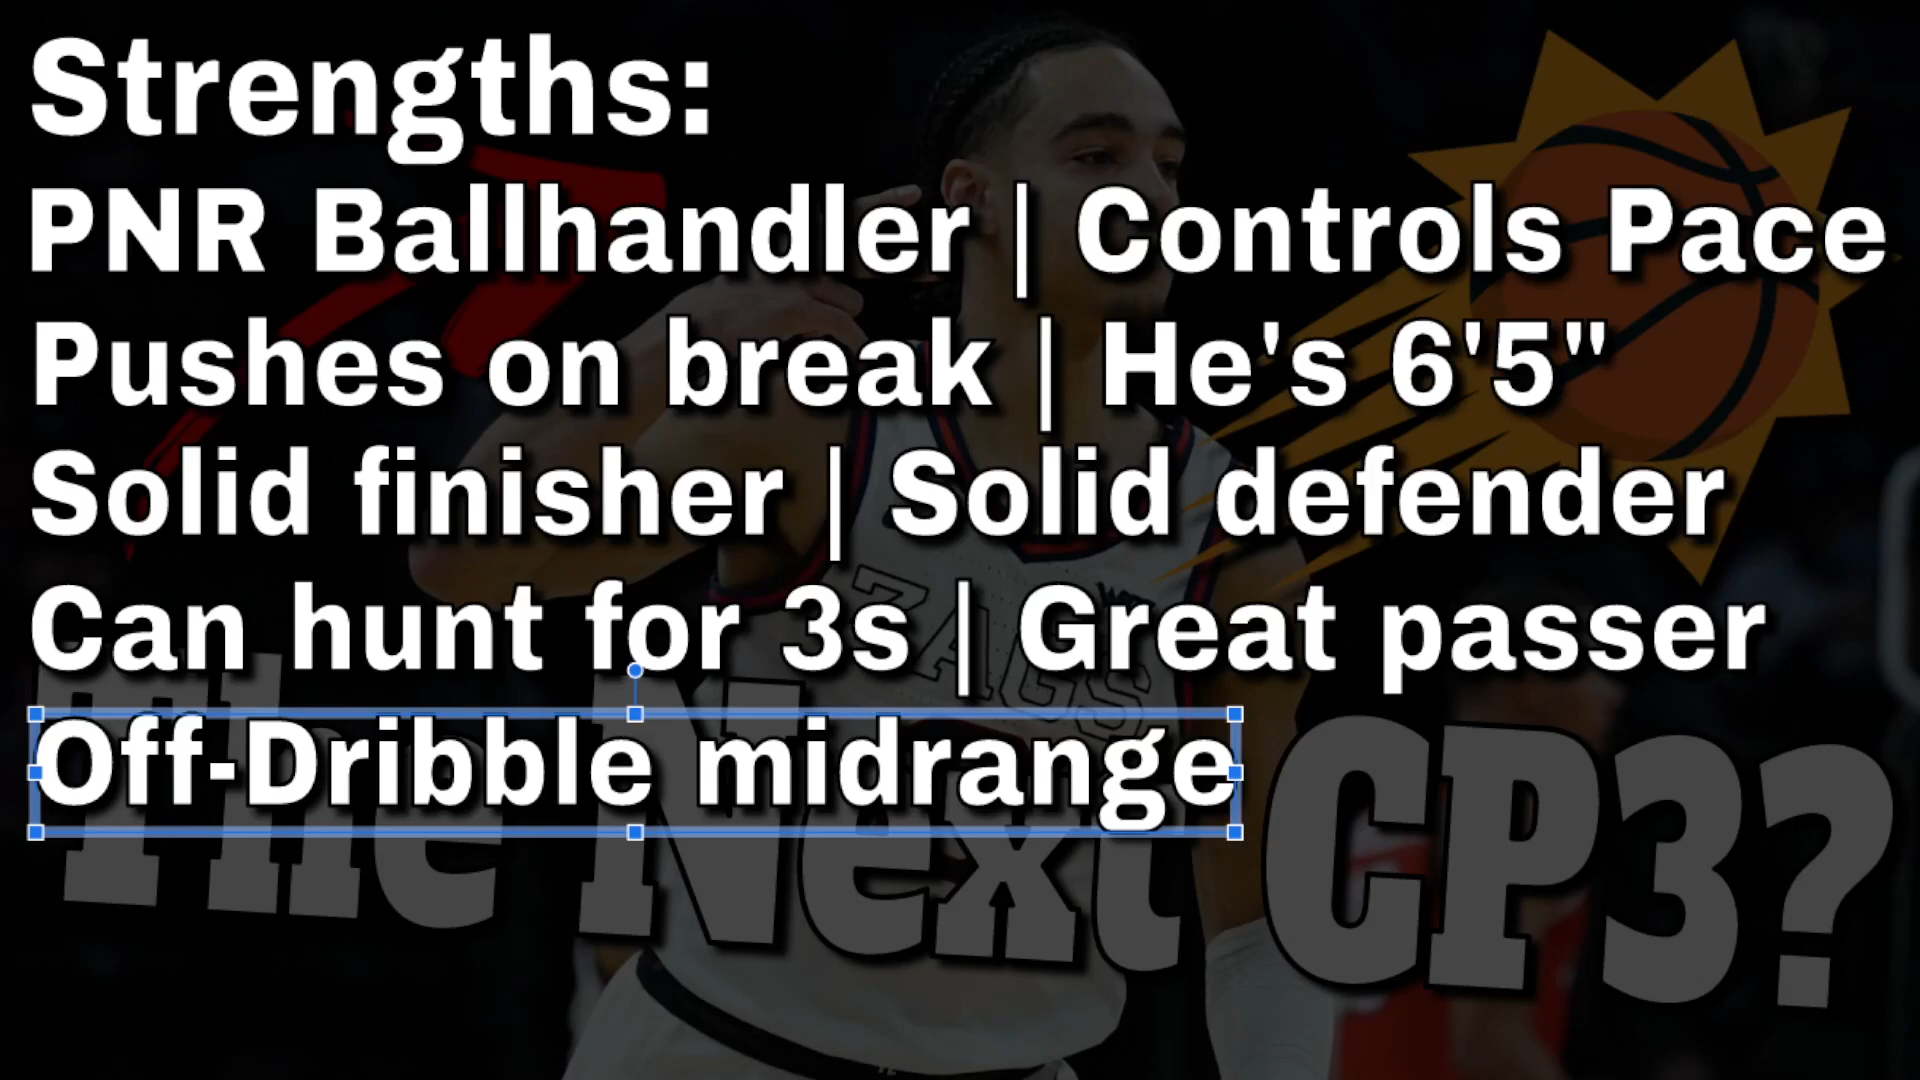 Strengths:
PNR Ballhandler | Controls Pace
Pushes on break | He's 6'5"
Solid finisher | Solid defender
Can hunt for 3s | Great passer
Off-Dribble midrange
The Next CP3?
ZAGS